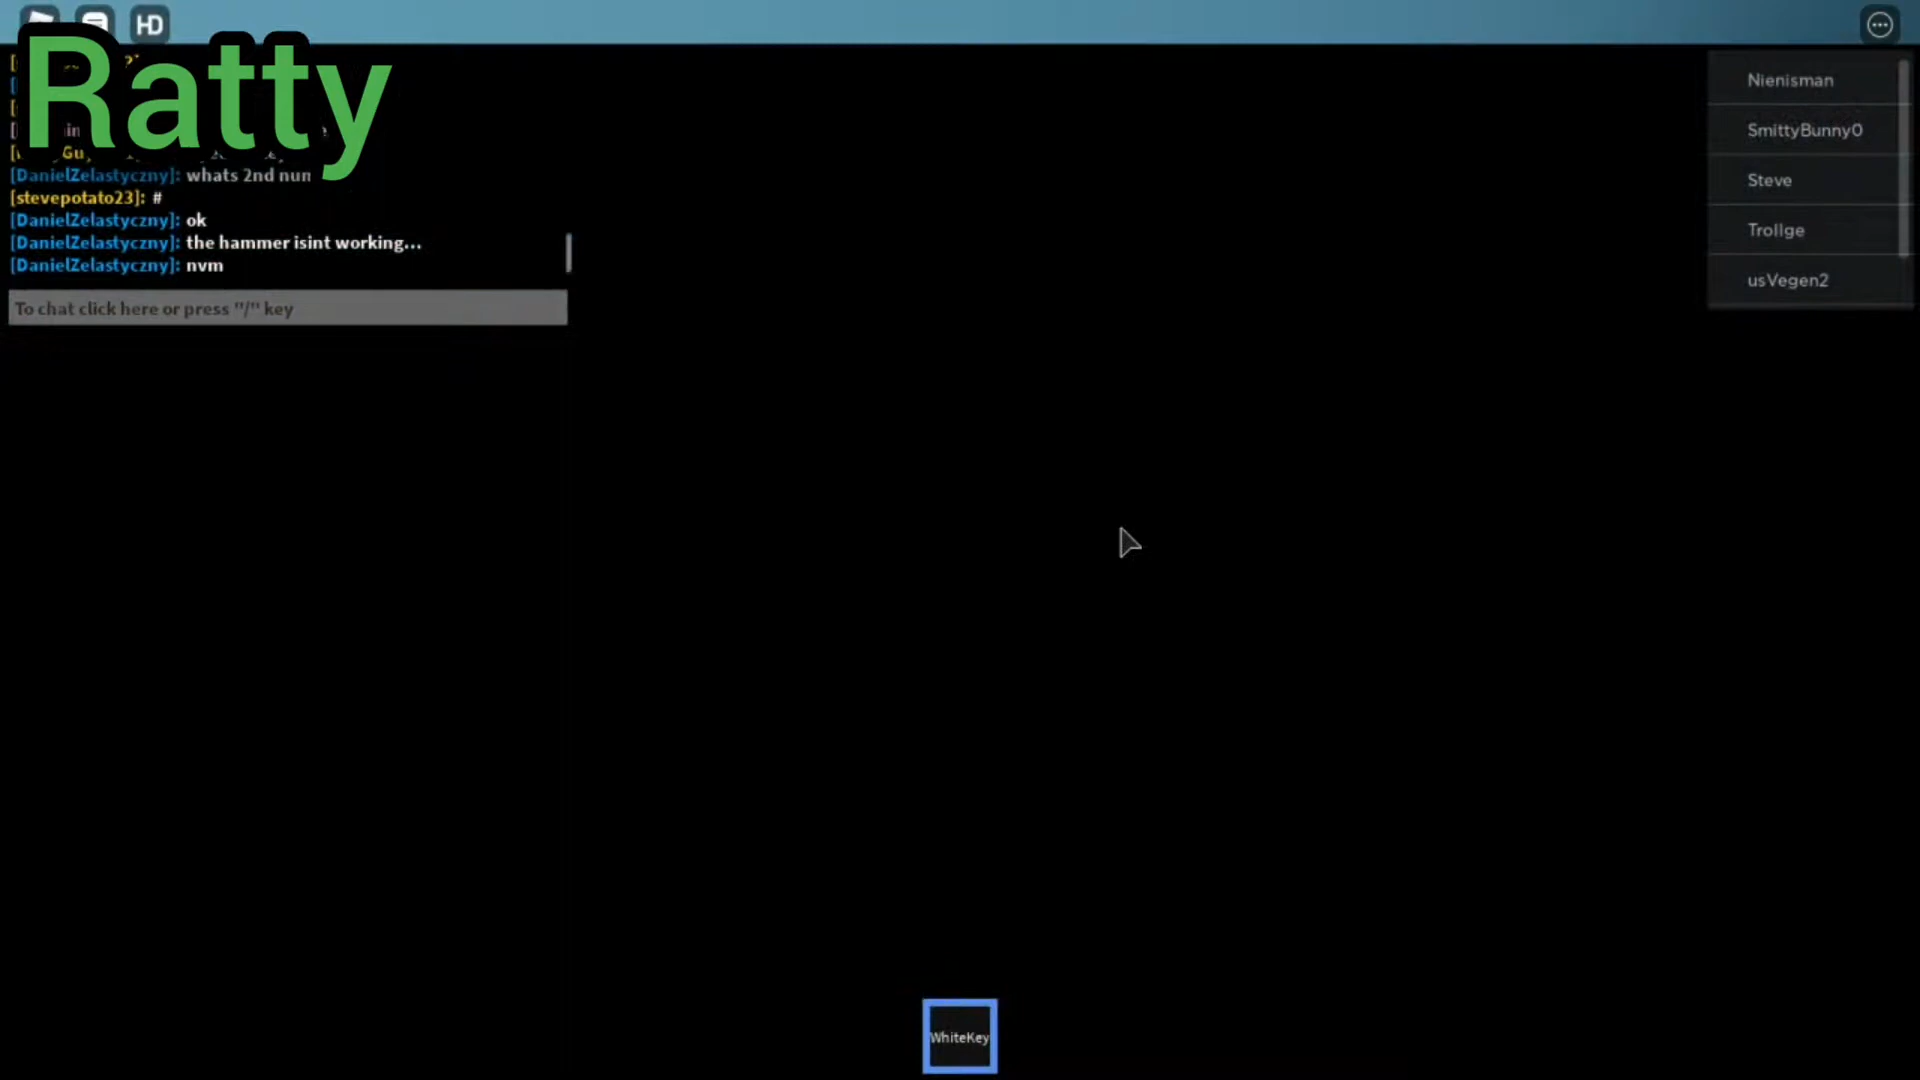 HD
Ratty
[DanielZelastyczny]: whats 2nd nun
[stevepotato23]: #
[DanielZelastyczny]: ok
[DanielZelastyczny]: the hammer isint working...
[DanielZelastyczny]: nvm
To chat click here or press "/" key
Nienisman
SmittyBunny0
Steve
Trollge
usVegen2
WhiteKey